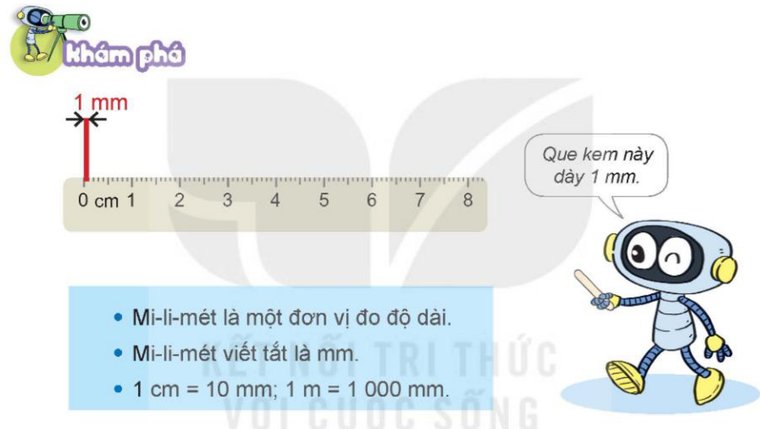 khám phá
1 mm
0 cm 1 2 3 4 5 6 7 8
Que kem này
dày 1 mm.
• Mi-li-mét là một đơn vị đo độ dài.
• Mi-li-mét viết tắt là mm.
• 1 cm = 10 mm; 1 m = 1 000 mm.
KẾT NỐI TRI THỨC
VỚI CUỘC SỐNG